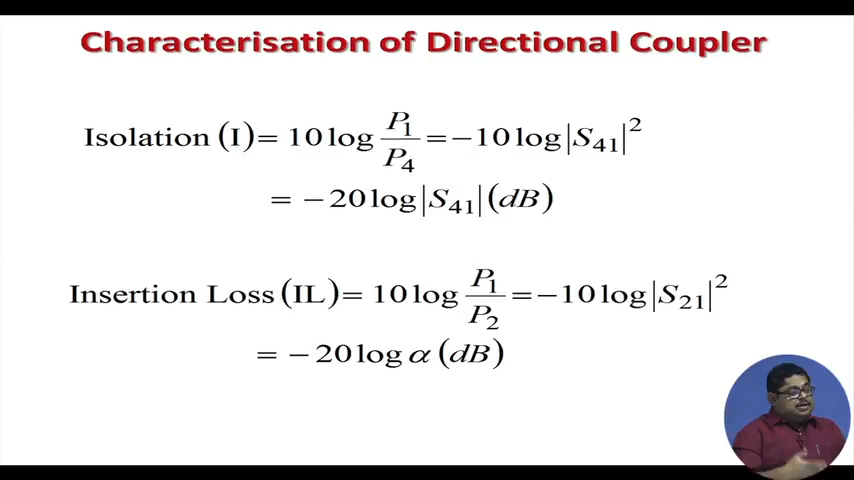 Characterisation of Directional Coupler
Isolation (I) = 10 log P₁/P₄ = −10 log |S₄₁|²
= −20 log |S₄₁| (dB)
Insertion Loss (IL) = 10 log P₁/P₂ = −10 log |S₂₁|²
= −20 log α (dB)